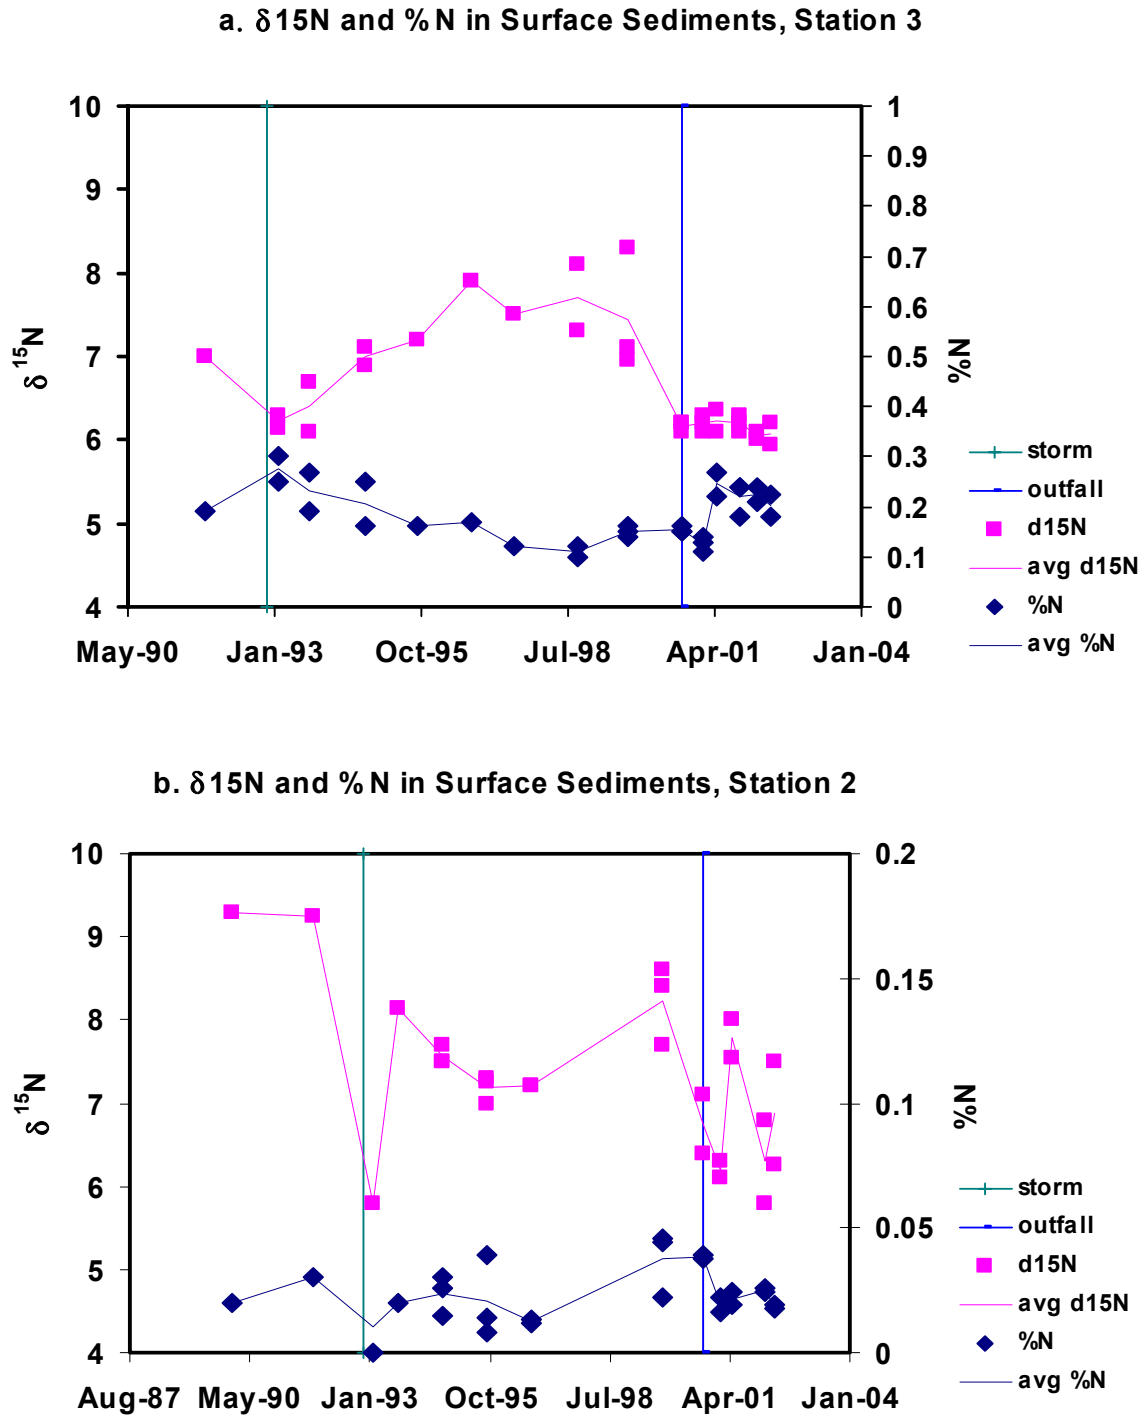 a. δ15N and %N in Surface Sediments, Station 3
10
9
8
7
6
5
4
δ 15N
1
0.9
0.8
0.7
0.6
0.5
0.4
0.3
0.2
0.1
0
%N
May-90 Jan-93 Oct-95 Jul-98 Apr-01 Jan-04
storm
outfall
d15N
avg d15N
%N
avg %N
b. δ15N and %N in Surface Sediments, Station 2
10
9
8
7
6
5
4
δ 15N
0.2
0.15
0.1
0.05
0
%N
Aug-87 May-90 Jan-93 Oct-95 Jul-98 Apr-01 Jan-04
storm
outfall
d15N
avg d15N
%N
avg %N